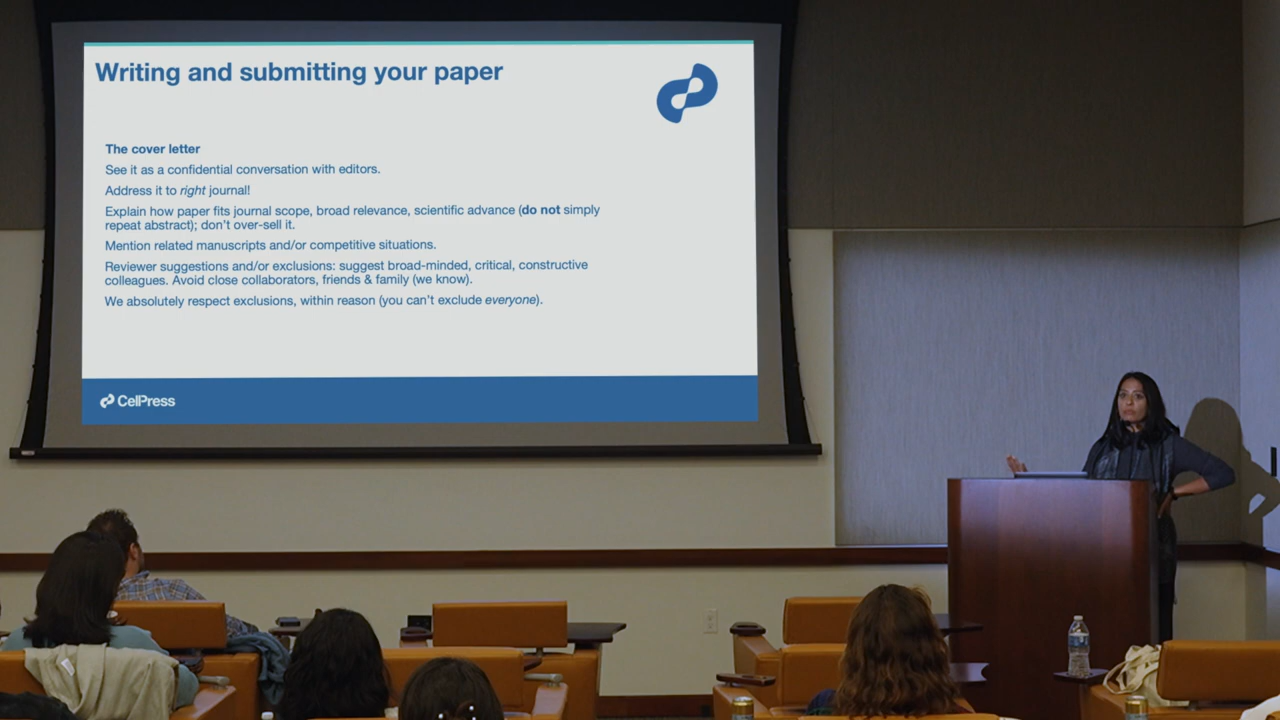 Writing and submitting your paper
The cover letter
See it as a confidential conversation with editors.
Address it to right journal!
Explain how paper fits journal scope, broad relevance, scientific advance (do not simply
repeat abstract); don't over-sell it.
Mention related manuscripts and/or competitive situations.
Reviewer suggestions and/or exclusions: suggest broad-minded, critical, constructive
colleagues. Avoid close collaborators, friends & family (we know).
We absolutely respect exclusions, within reason (you can't exclude everyone).
CellPress